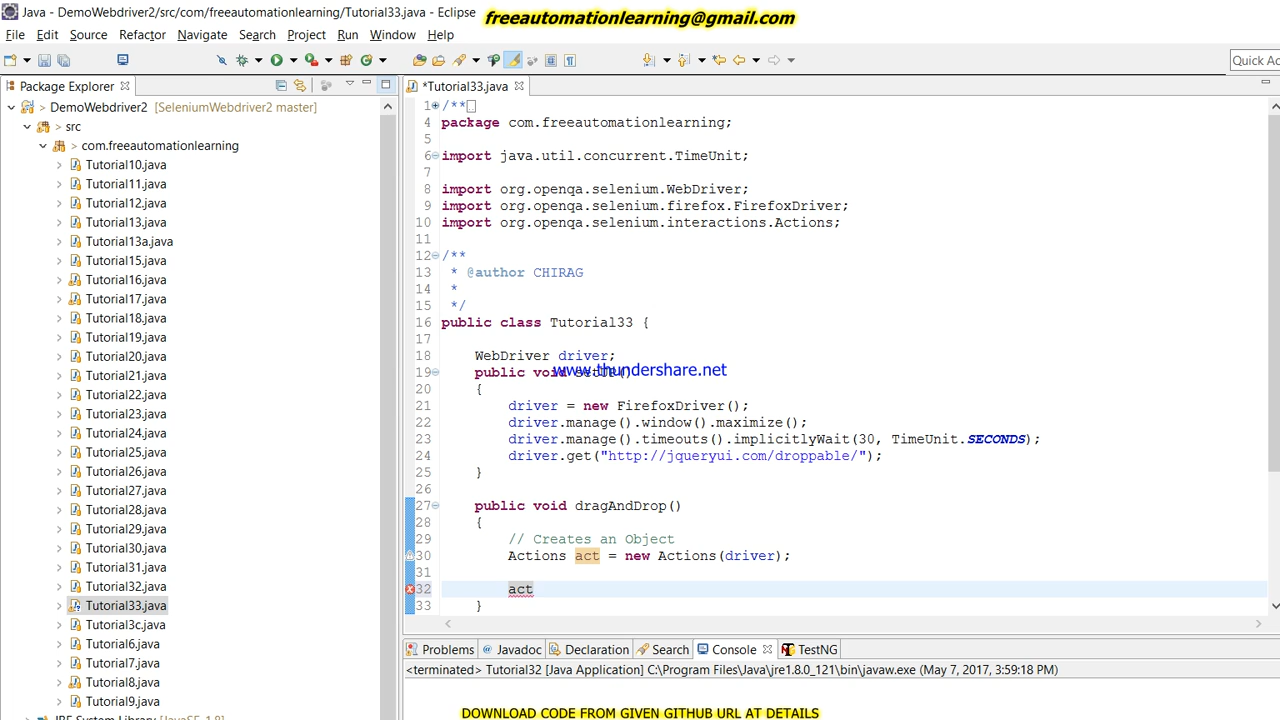 Java - DemoWebdriver2/src/com/freeautomationlearning/Tutorial33.java - Eclipse
freeautomationlearning@gmail.com
File Edit Source Refactor Navigate Search Project Run Window Help
Quick Ac
Package Explorer
DemoWebdriver2 [SeleniumWebdriver2 master]
src
com.freeautomationlearning
Tutorial10.java
Tutorial11.java
Tutorial12.java
Tutorial13.java
Tutorial13a.java
Tutorial15.java
Tutorial16.java
Tutorial17.java
Tutorial18.java
Tutorial19.java
Tutorial20.java
Tutorial21.java
Tutorial22.java
Tutorial23.java
Tutorial24.java
Tutorial25.java
Tutorial26.java
Tutorial27.java
Tutorial28.java
Tutorial29.java
Tutorial30.java
Tutorial31.java
Tutorial32.java
Tutorial33.java
Tutorial3c.java
Tutorial6.java
Tutorial7.java
Tutorial8.java
Tutorial9.java
*Tutorial33.java
1 /**
4 package com.freeautomationlearning;
5
6 import java.util.concurrent.TimeUnit;
7
8 import org.openqa.selenium.WebDriver;
9 import org.openqa.selenium.firefox.FirefoxDriver;
10 import org.openqa.selenium.interactions.Actions;
11
12 /**
13 * @author CHIRAG
14 *
15 */
16 public class Tutorial33 {
17
18 WebDriver driver;
19 public void
www.thundershare.net
20 {
21 driver = new FirefoxDriver();
22 driver.manage().window().maximize();
23 driver.manage().timeouts().implicitlyWait(30, TimeUnit.SECONDS);
24 driver.get("http://jqueryui.com/droppable/");
25 }
26
27 public void dragAndDrop()
28 {
29 // Creates an Object
30 Actions act = new Actions(driver);
31
32 act
33 }
Problems Javadoc Declaration Search Console TestNG
<terminated> Tutorial32 [Java Application] C:\Program Files\Java\jre1.8.0_121\bin\javaw.exe (May 7, 2017, 3:59:18 PM)
DOWNLOAD CODE FROM GIVEN GITHUB URL AT DETAILS